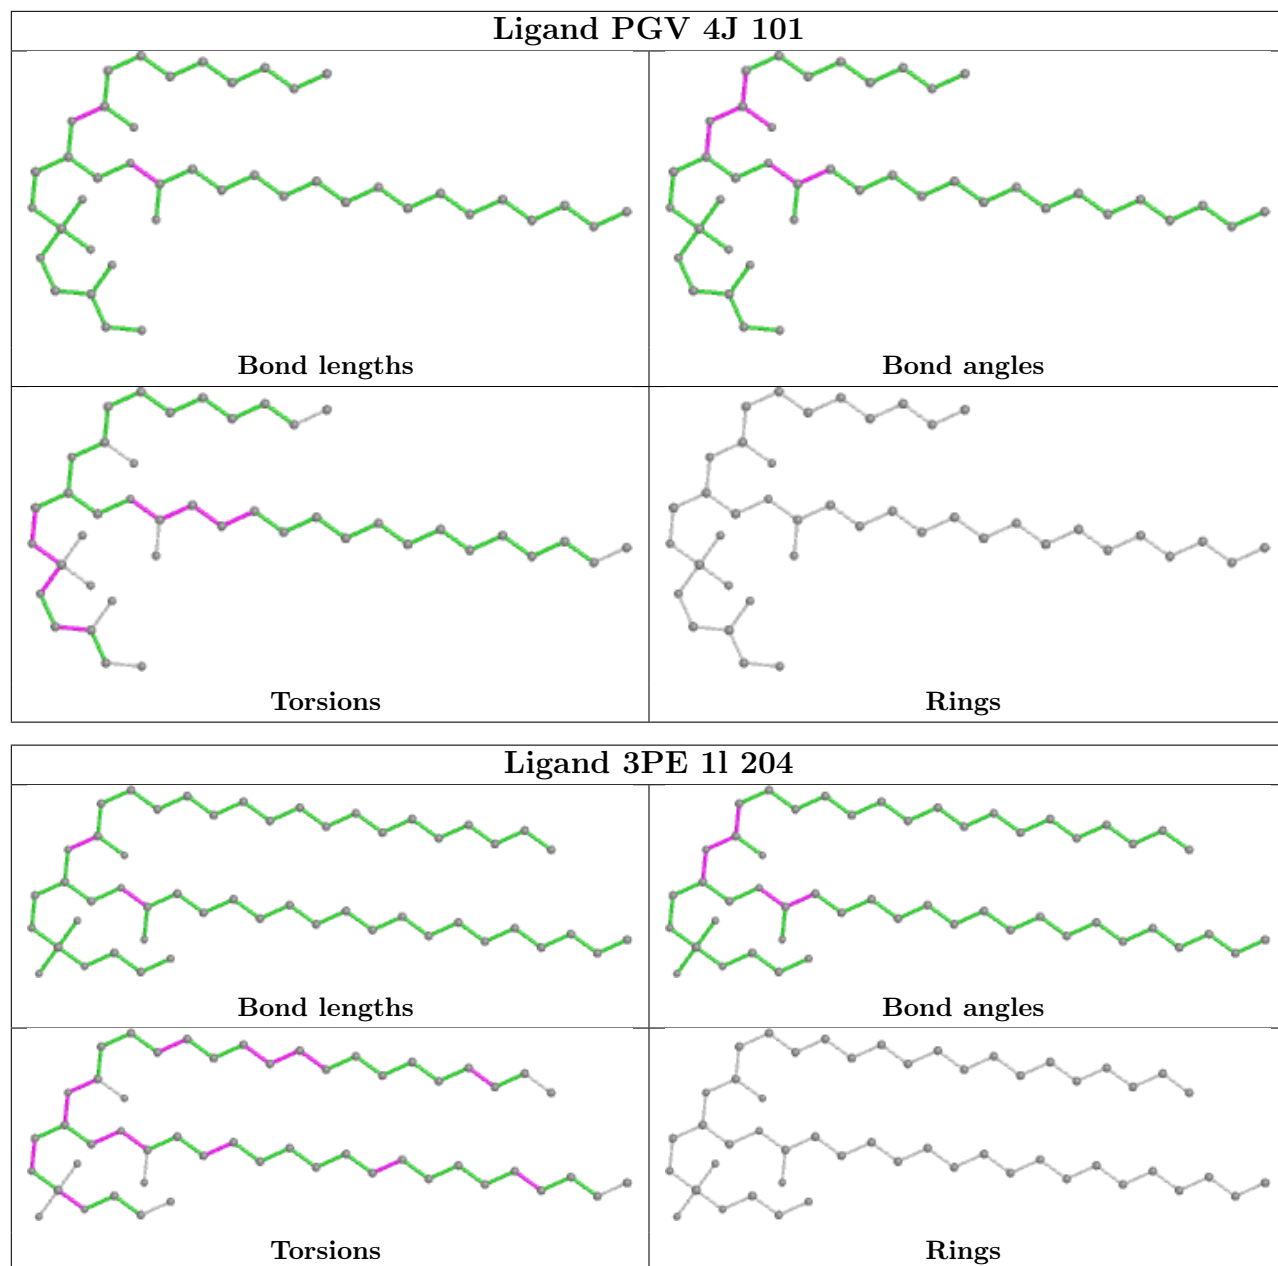 Ligand PGV 4J 101
Bond lengths
Bond angles
Torsions
Rings
Ligand 3PE 1l 204
Bond lengths
Bond angles
Torsions
Rings